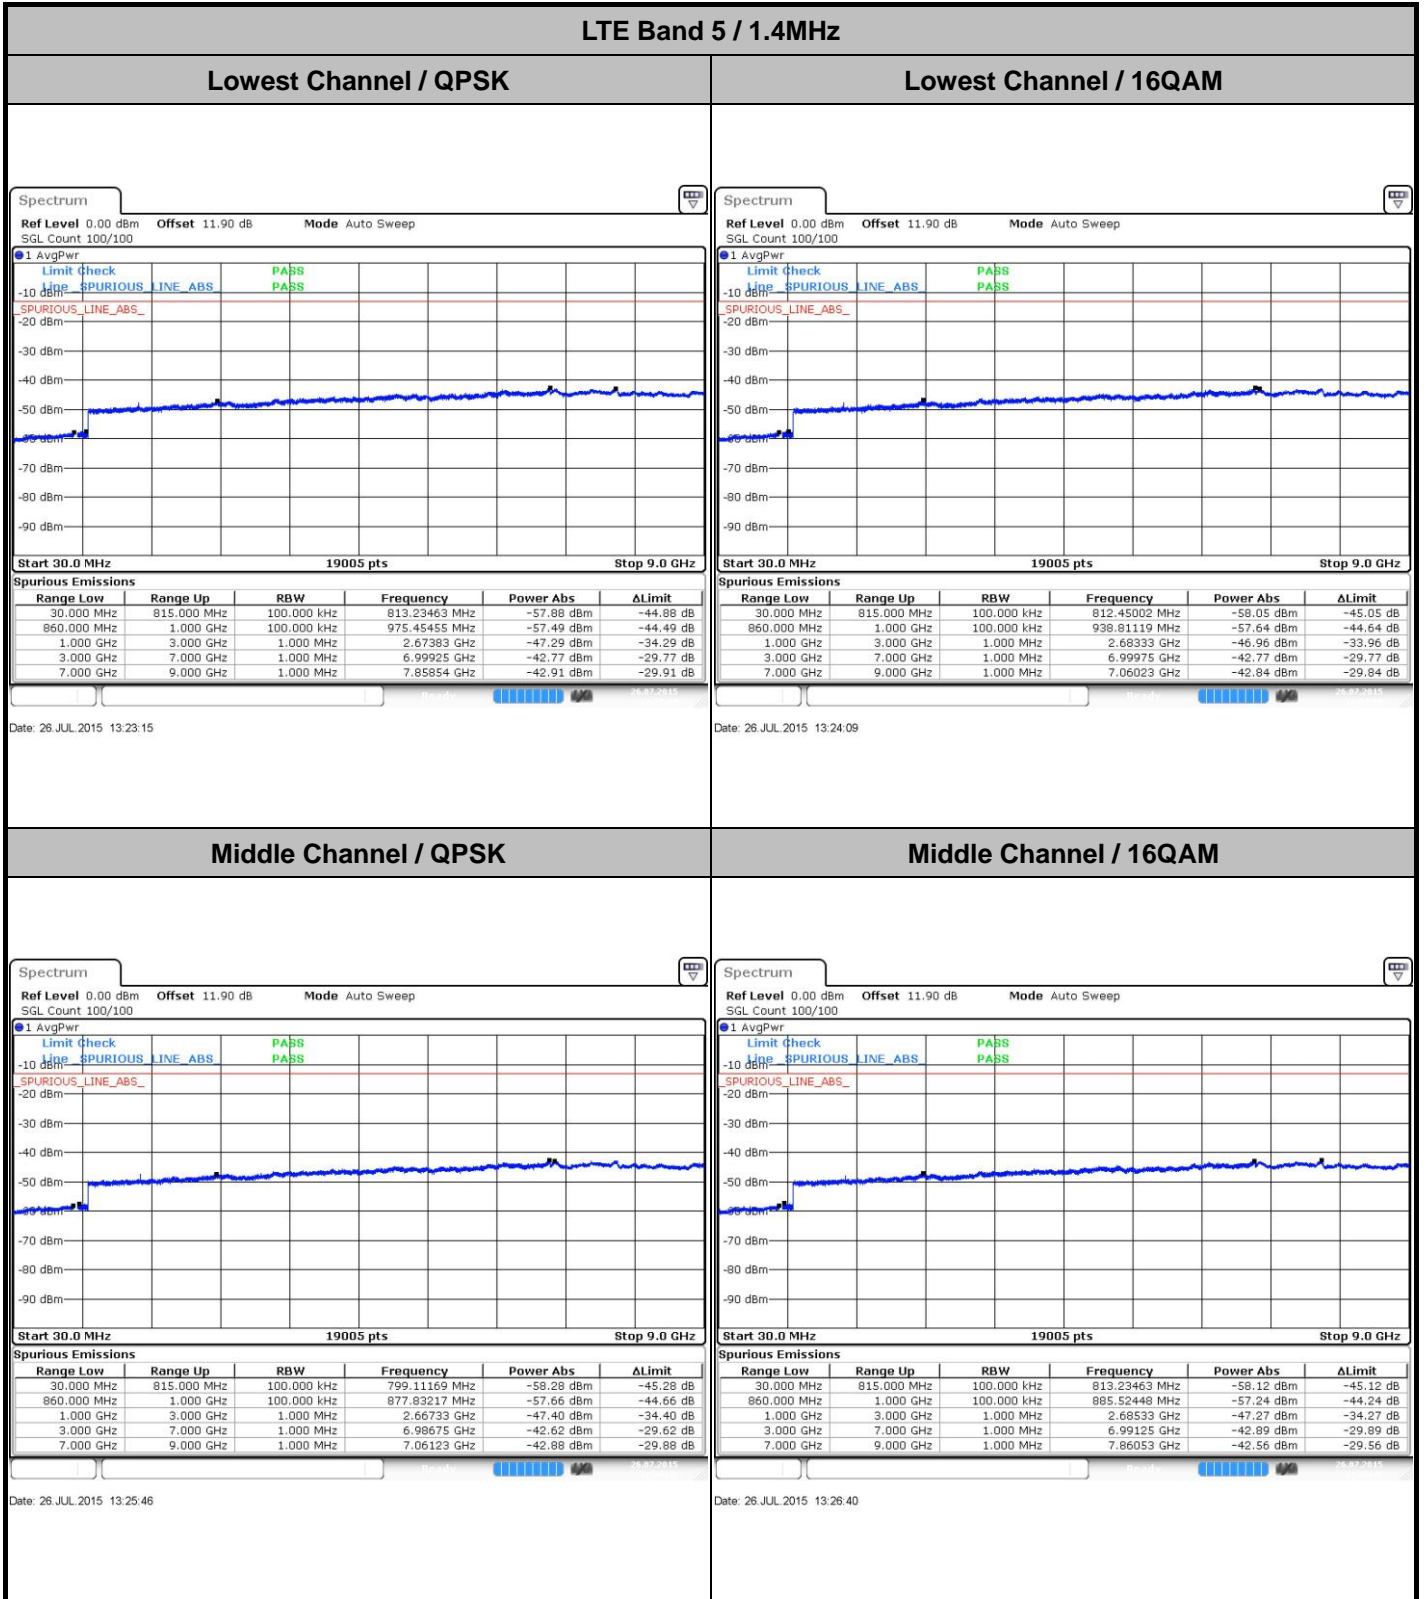 LTE Band 5 / 1.4MHz
Lowest Channel / QPSK
Lowest Channel / 16QAM
Spectrum
Ref Level 0.00 dBm Offset 11.90 dB Mode Auto Sweep
SGL Count 100/100
1 AvgPwr
Limit Check PASS
Line _SPURIOUS_LINE_ABS_ PASS
-10 dBm
_SPURIOUS_LINE_ABS_
-20 dBm
-30 dBm
-40 dBm
-50 dBm
-60 dBm
-70 dBm
-80 dBm
-90 dBm
Start 30.0 MHz 19005 pts Stop 9.0 GHz
Spurious Emissions
Range Low Range Up RBW Frequency Power Abs ΔLimit
30.000 MHz 815.000 MHz 100.000 kHz 813.23463 MHz -57.88 dBm -44.88 dB
860.000 MHz 1.000 GHz 100.000 kHz 975.45455 MHz -57.49 dBm -44.49 dB
1.000 GHz 3.000 GHz 1.000 MHz 2.67383 GHz -47.29 dBm -34.29 dB
3.000 GHz 7.000 GHz 1.000 MHz 6.99925 GHz -42.77 dBm -29.77 dB
7.000 GHz 9.000 GHz 1.000 MHz 7.85854 GHz -42.91 dBm -29.91 dB
26.07.2015
Date: 26.JUL.2015 13:23:15
Spectrum
Ref Level 0.00 dBm Offset 11.90 dB Mode Auto Sweep
SGL Count 100/100
1 AvgPwr
Limit Check PASS
Line _SPURIOUS_LINE_ABS_ PASS
-10 dBm
_SPURIOUS_LINE_ABS_
-20 dBm
-30 dBm
-40 dBm
-50 dBm
-60 dBm
-70 dBm
-80 dBm
-90 dBm
Start 30.0 MHz 19005 pts Stop 9.0 GHz
Spurious Emissions
Range Low Range Up RBW Frequency Power Abs ΔLimit
30.000 MHz 815.000 MHz 100.000 kHz 812.45002 MHz -58.05 dBm -45.05 dB
860.000 MHz 1.000 GHz 100.000 kHz 938.81119 MHz -57.64 dBm -44.64 dB
1.000 GHz 3.000 GHz 1.000 MHz 2.68333 GHz -46.96 dBm -33.96 dB
3.000 GHz 7.000 GHz 1.000 MHz 6.99975 GHz -42.77 dBm -29.77 dB
7.000 GHz 9.000 GHz 1.000 MHz 7.06023 GHz -42.84 dBm -29.84 dB
26.07.2015
Date: 26.JUL.2015 13:24:09
Middle Channel / QPSK
Middle Channel / 16QAM
Spectrum
Ref Level 0.00 dBm Offset 11.90 dB Mode Auto Sweep
SGL Count 100/100
1 AvgPwr
Limit Check PASS
Line _SPURIOUS_LINE_ABS_ PASS
-10 dBm
_SPURIOUS_LINE_ABS_
-20 dBm
-30 dBm
-40 dBm
-50 dBm
-60 dBm
-70 dBm
-80 dBm
-90 dBm
Start 30.0 MHz 19005 pts Stop 9.0 GHz
Spurious Emissions
Range Low Range Up RBW Frequency Power Abs ΔLimit
30.000 MHz 815.000 MHz 100.000 kHz 799.11169 MHz -58.28 dBm -45.28 dB
860.000 MHz 1.000 GHz 100.000 kHz 877.83217 MHz -57.66 dBm -44.66 dB
1.000 GHz 3.000 GHz 1.000 MHz 2.66733 GHz -47.40 dBm -34.40 dB
3.000 GHz 7.000 GHz 1.000 MHz 6.98675 GHz -42.62 dBm -29.62 dB
7.000 GHz 9.000 GHz 1.000 MHz 7.06123 GHz -42.88 dBm -29.88 dB
26.07.2015
Date: 26.JUL.2015 13:25:46
Spectrum
Ref Level 0.00 dBm Offset 11.90 dB Mode Auto Sweep
SGL Count 100/100
1 AvgPwr
Limit Check PASS
Line _SPURIOUS_LINE_ABS_ PASS
-10 dBm
_SPURIOUS_LINE_ABS_
-20 dBm
-30 dBm
-40 dBm
-50 dBm
-60 dBm
-70 dBm
-80 dBm
-90 dBm
Start 30.0 MHz 19005 pts Stop 9.0 GHz
Spurious Emissions
Range Low Range Up RBW Frequency Power Abs ΔLimit
30.000 MHz 815.000 MHz 100.000 kHz 813.23463 MHz -58.12 dBm -45.12 dB
860.000 MHz 1.000 GHz 100.000 kHz 885.52448 MHz -57.24 dBm -44.24 dB
1.000 GHz 3.000 GHz 1.000 MHz 2.68533 GHz -47.27 dBm -34.27 dB
3.000 GHz 7.000 GHz 1.000 MHz 6.99125 GHz -42.89 dBm -29.89 dB
7.000 GHz 9.000 GHz 1.000 MHz 7.86053 GHz -42.56 dBm -29.56 dB
26.07.2015
Date: 26.JUL.2015 13:26:40